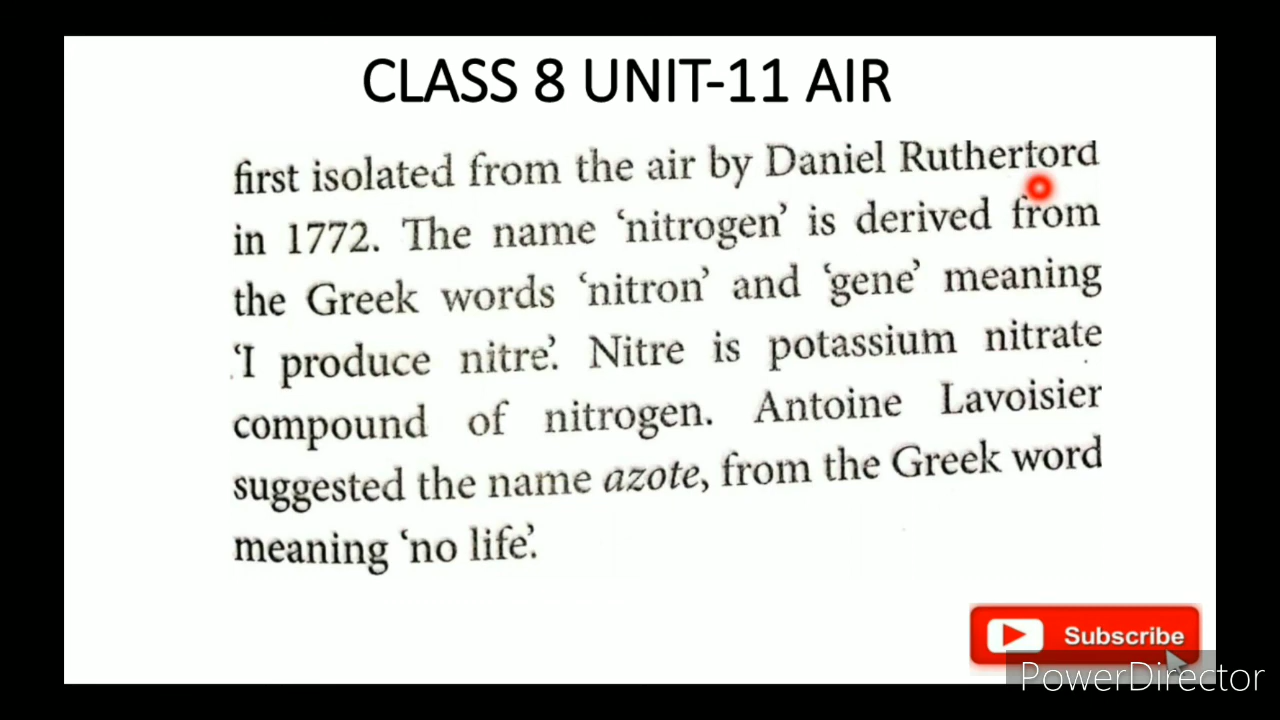 CLASS 8 UNIT-11 AIR
first isolated from the air by Daniel Rutherford
in 1772. The name ‘nitrogen’ is derived from
the Greek words ‘nitron’ and ‘gene’ meaning
‘I produce nitre’. Nitre is potassium nitrate
compound of nitrogen. Antoine Lavoisier
suggested the name azote, from the Greek word
meaning ‘no life’.
Subscribe
PowerDirector